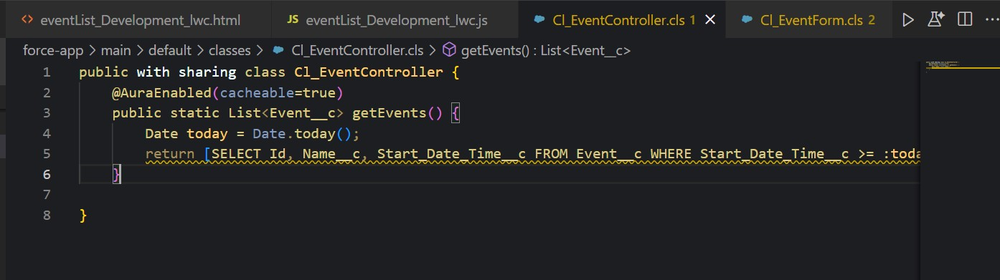 <> eventList_Development_lwc.html JS eventList_Development_lwc.js Cl_EventController.cls 1 Cl_EventForm.cls 2
force-app > main > default > classes > Cl_EventController.cls > getEvents() : List<Event__c>
1 public with sharing class Cl_EventController {
2 @AuraEnabled(cacheable=true)
3 public static List<Event__c> getEvents() {
4 Date today = Date.today();
5 return [SELECT Id, Name__c, Start_Date_Time__c FROM Event__c WHERE Start_Date_Time__c >= :toda
6 }
7
8 }